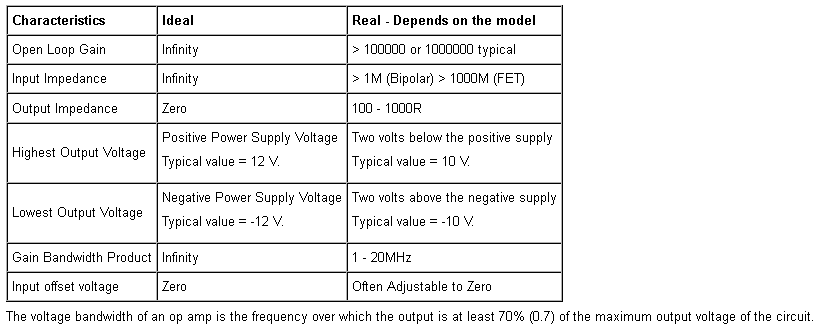 Characteristics Ideal Real - Depends on the model
Open Loop Gain Infinity > 100000 or 1000000 typical
Input Impedance Infinity > 1M (Bipolar) > 1000M (FET)
Output Impedance Zero 100 - 1000R
Highest Output Voltage Positive Power Supply Voltage Two volts below the positive supply
Typical value = 12 V. Typical value = 10 V.
Lowest Output Voltage Negative Power Supply Voltage Two volts above the negative supply
Typical value = -12 V. Typical value = -10 V.
Gain Bandwidth Product Infinity 1 - 20MHz
Input offset voltage Zero Often Adjustable to Zero
The voltage bandwidth of an op amp is the frequency over which the output is at least 70% (0.7) of the maximum output voltage of the circuit.